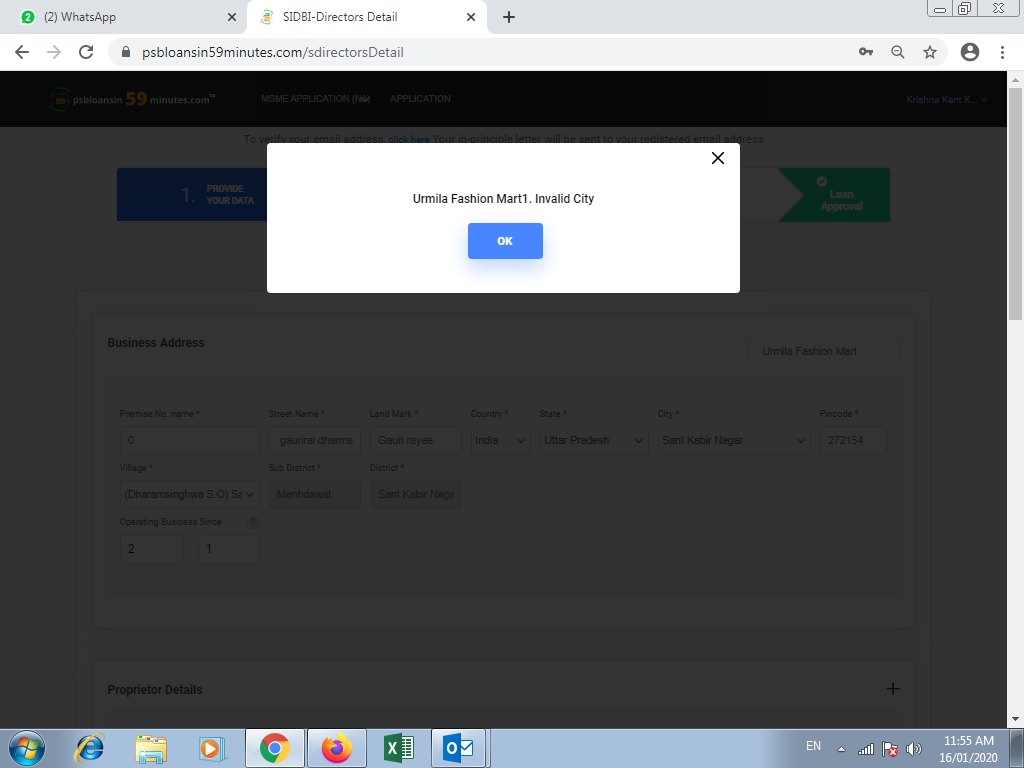 (2) WhatsApp
SIDBI-Directors Detail
psbloansin59minutes.com/sdirectorsDetail
psbloansin 59 minutes.com™
MSME APPLICATION
APPLICATION
Krishna Kant K...
To verify your email address, click here Your in-principle letter will be sent to your registered email address
1. PROVIDE
YOUR DATA
Loan
Approval
Urmila Fashion Mart1. Invalid City
OK
Business Address
Urmila Fashion Mart
Premise No. name *
Street Name *
Land Mark *
Country *
State *
City *
Pincode *
0
gaurirai dharma
Gauri rayee
India
Uttar Pradesh
Sant Kabir Nagar
272154
Village *
Sub District *
District *
(Dharamsinghwa S.O) Sa
Menhdawal
Sant Kabir Naga
Operating Business Since
?
2
1
Proprietor Details
EN
11:55 AM
16/01/2020